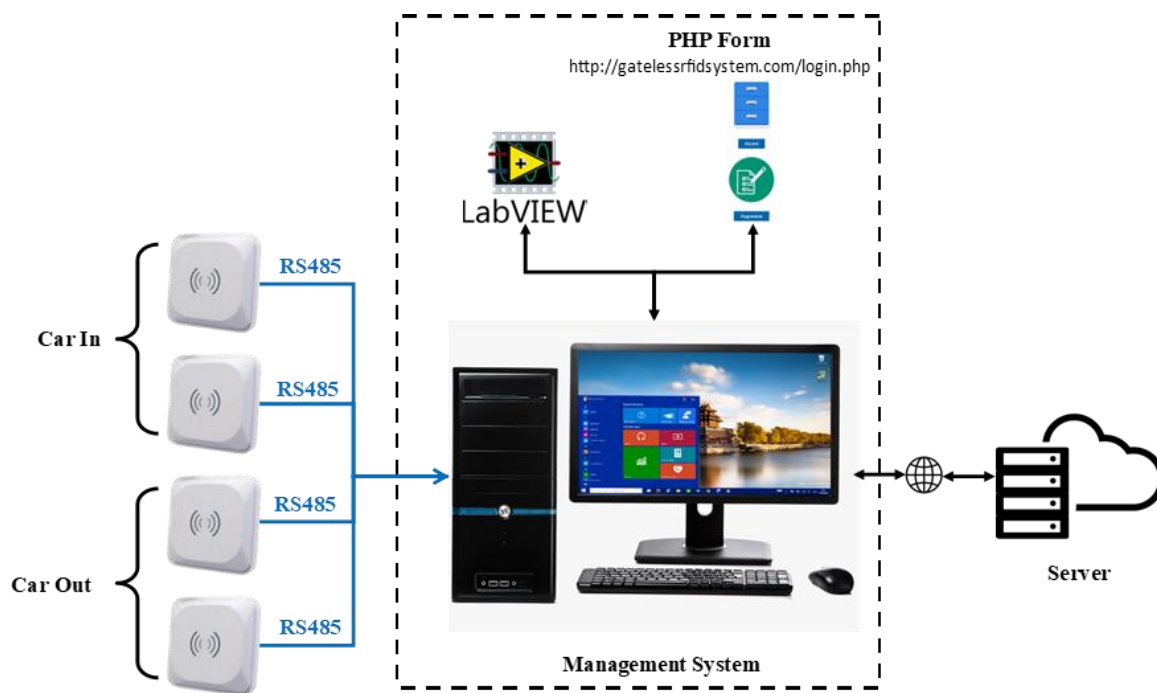 PHP Form
http://gatelessrfidsystem.com/login.php
LabVIEW
RS485
Car In
RS485
RS485
Car Out
RS485
Server
Management System